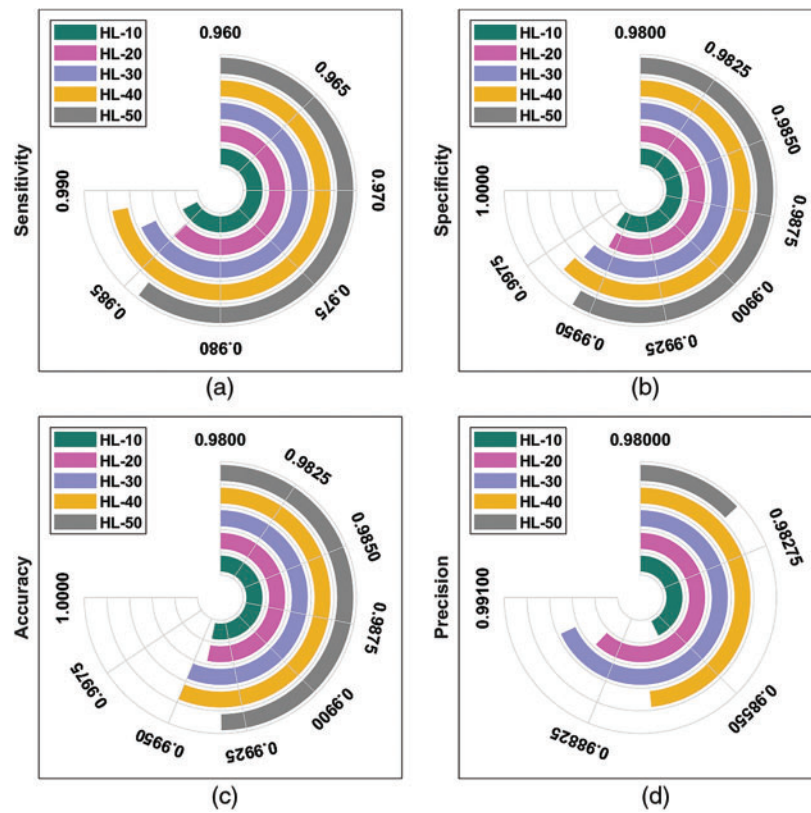 HL-10
HL-20
HL-30
HL-40
HL-50
0.960
0.965
0.970
0.975
0.980
0.985
0.990
Sensitivity
(a)
HL-10
HL-20
HL-30
HL-40
HL-50
0.9800
0.9825
0.9850
0.9875
0.9900
0.9925
0.9950
0.9975
1.0000
Specificity
(b)
HL-10
HL-20
HL-30
HL-40
HL-50
0.9800
0.9825
0.9850
0.9875
0.9900
0.9925
0.9950
0.9975
1.0000
Accuracy
(c)
HL-10
HL-20
HL-30
HL-40
HL-50
0.98000
0.98275
0.98550
0.98825
0.99100
Precision
(d)